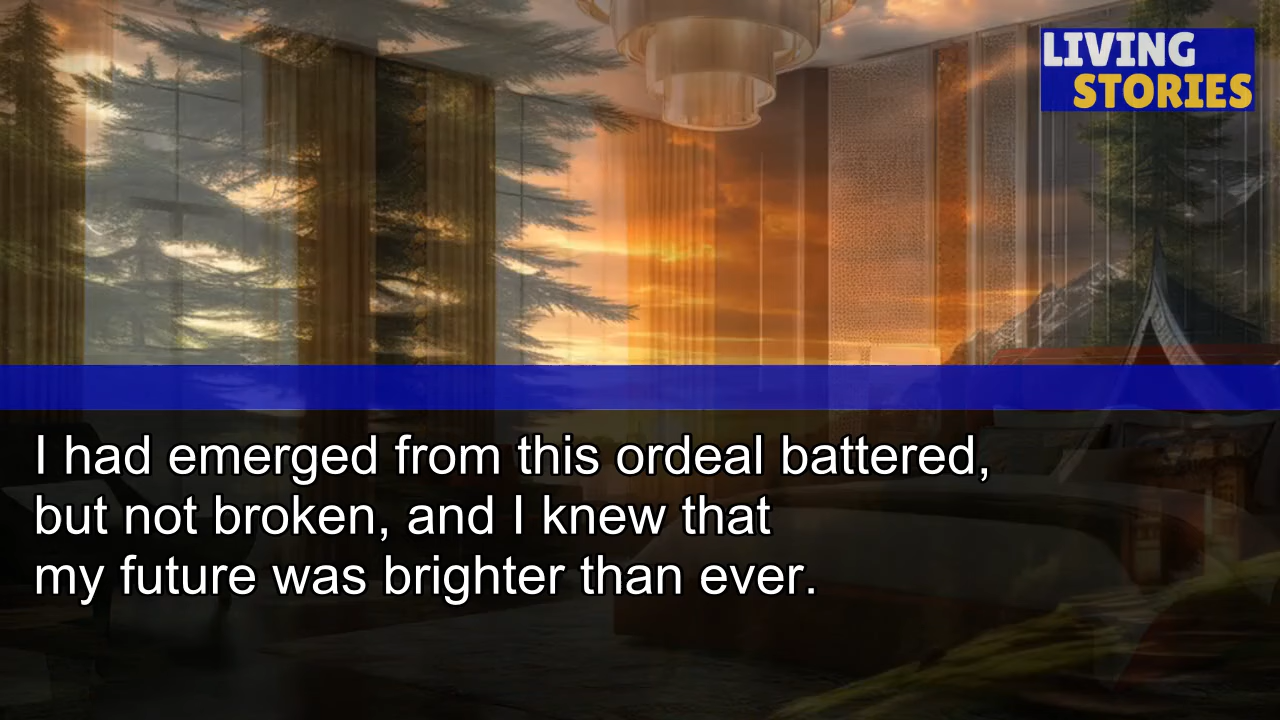 LIVING
STORIES
I had emerged from this ordeal battered,
but not broken, and I knew that
my future was brighter than ever.